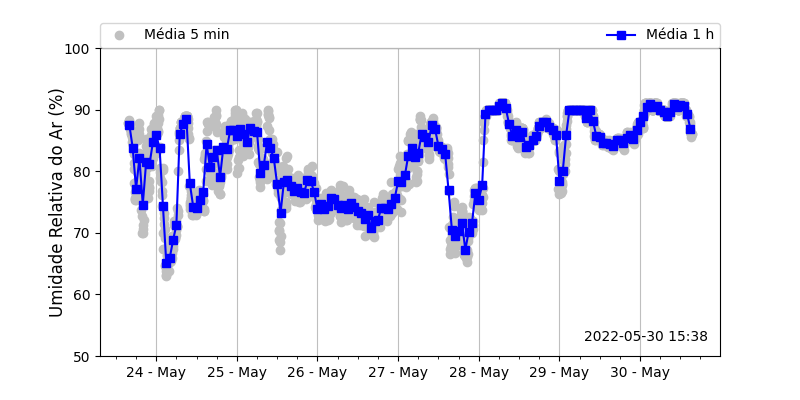 Média 5 min
Média 1 h
Umidade Relativa do Ar (%)
100
90
80
70
60
50
2022-05-30 15:38
24 - May
25 - May
26 - May
27 - May
28 - May
29 - May
30 - May